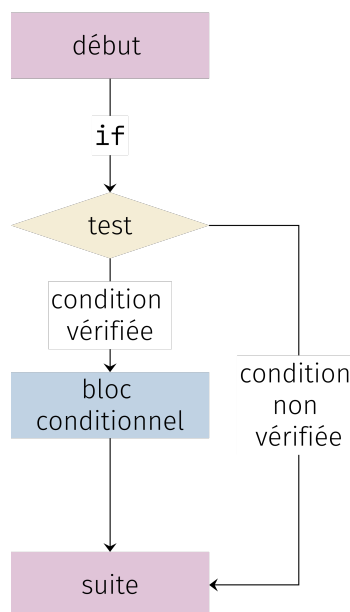 début
if
test
condition
vérifiée
bloc
conditionnel
condition
non
vérifiée
suite